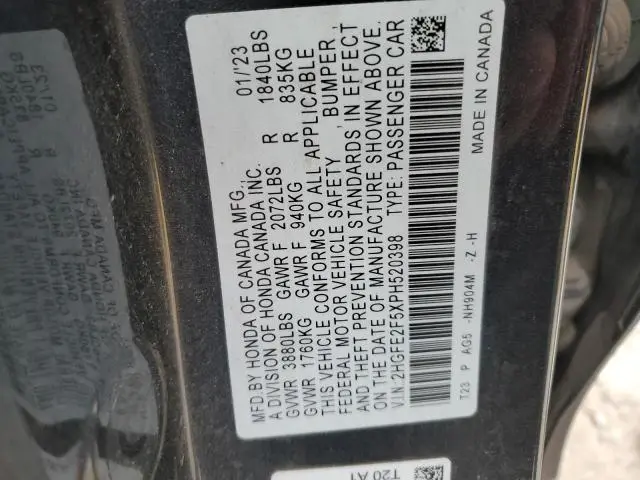 MFD.BY HONDA OF CANADA MFG., 01/'23
A DIVISION OF HONDA CANADA INC.
GVWR 3880LBS GAWR F 2072LBS R 1840LBS
GVWR 1760KG GAWR F 940KG R 835KG
THIS VEHICLE CONFORMS TO ALL APPLICABLE
FEDERAL MOTOR VEHICLE SAFETY , BUMPER,
AND THEFT PREVENTION STANDARDS IN EFFECT
ON THE DATE OF MANUFACTURE SHOWN ABOVE.
V.I.N.:2HGFE2F5XPH520398 TYPE: PASSENGER CAR
T23 P AG5 -NH904M -Z -H MADE IN CANADA
T20 A1